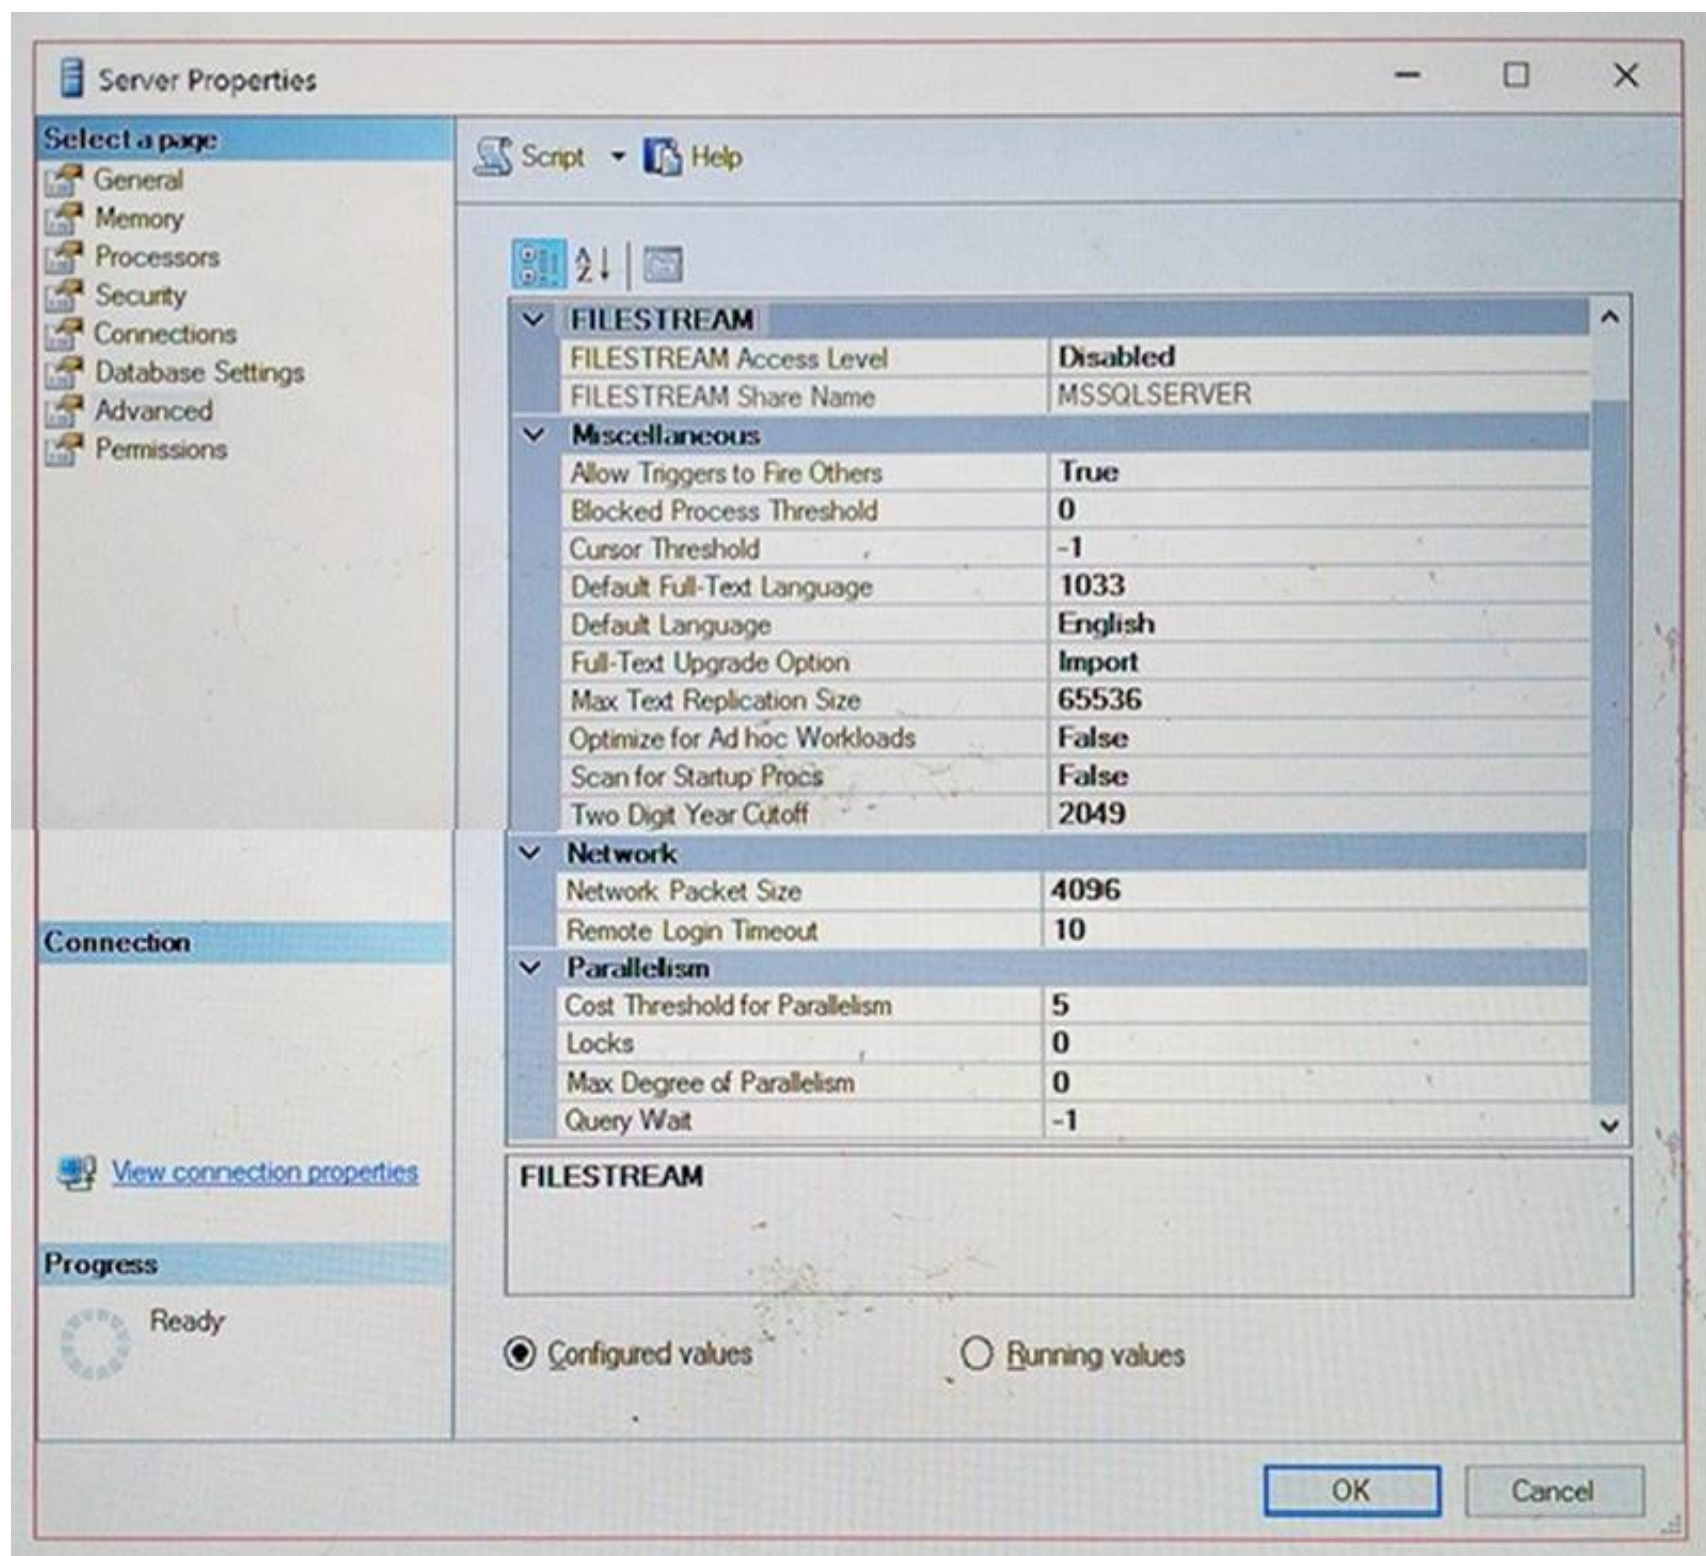 Server Properties
Select a page
General
Memory
Processors
Security
Connections
Database Settings
Advanced
Permissions
Script
Help
FILESTREAM
FILESTREAM Access Level Disabled
FILESTREAM Share Name MSSQLSERVER
Miscellaneous
Allow Triggers to Fire Others True
Blocked Process Threshold 0
Cursor Threshold -1
Default Full-Text Language 1033
Default Language English
Full-Text Upgrade Option Import
Max Text Replication Size 65536
Optimize for Ad hoc Workloads False
Scan for Startup Procs False
Two Digit Year Cutoff 2049
Network
Network Packet Size 4096
Remote Login Timeout 10
Parallelism
Cost Threshold for Parallelism 5
Locks 0
Max Degree of Parallelism 0
Query Wait -1
FILESTREAM
Connection
View connection properties
Progress
Ready
Configured values
Running values
OK
Cancel